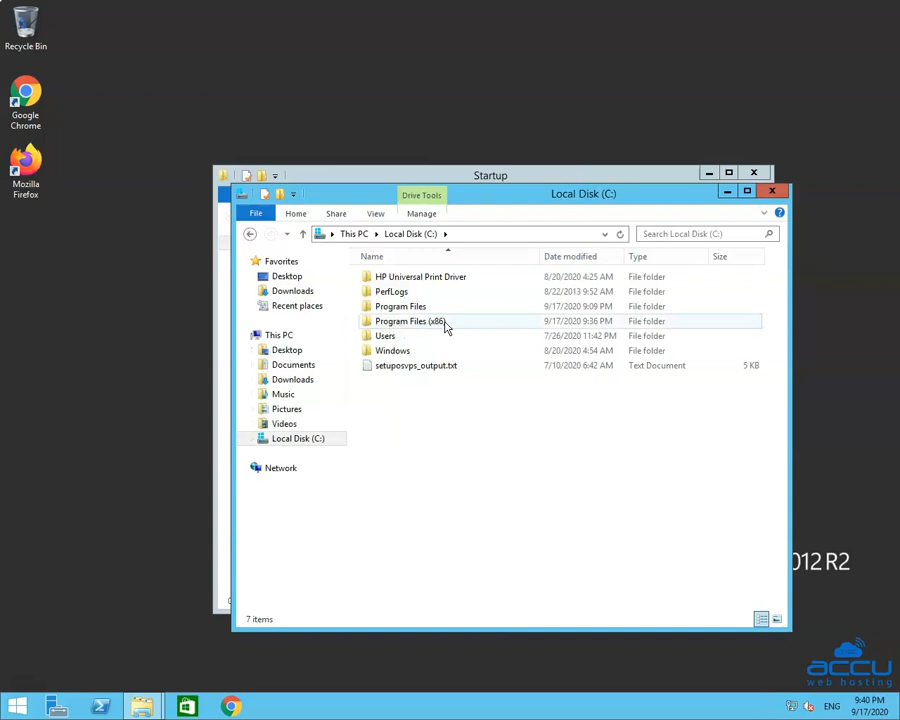 Recycle Bin
Google
Chrome
Mozilla
Firefox
Startup
Drive Tools
Local Disk (C:)
File
Home
Share
View
Manage
This PC
Local Disk (C:)
Search Local Disk (C:)
Name
Date modified
Type
Size
Favorites
Desktop
Downloads
Recent places
This PC
Desktop
Documents
Downloads
Music
Pictures
Videos
Local Disk (C:)
Network
HP Universal Print Driver
8/20/2020 4:25 AM
File folder
PerfLogs
8/22/2013 9:52 AM
File folder
Program Files
9/17/2020 9:09 PM
File folder
Program Files (x86)
9/17/2020 9:36 PM
File folder
Users
7/26/2020 11:42 PM
File folder
Windows
8/20/2020 4:54 AM
File folder
setuposvps_output.txt
7/10/2020 6:42 AM
Text Document
5 KB
7 items
012 R2
accu
web hosting
ENG
9:40 PM
9/17/2020